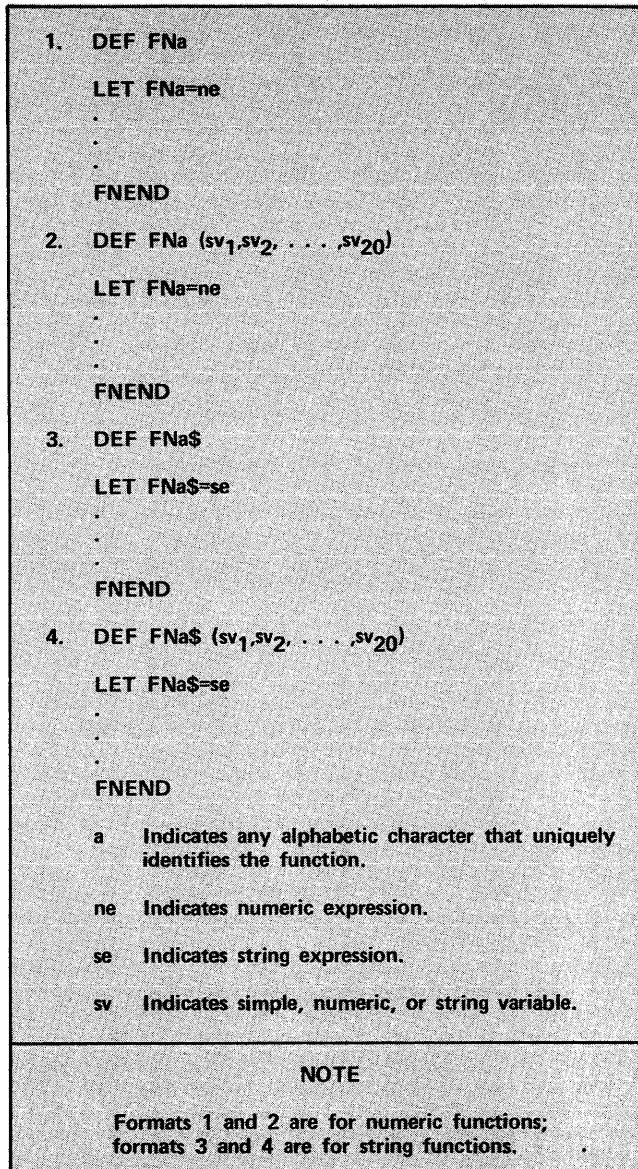 1. DEF FNa
LET FNa=ne
.
.
.
FNEND
2. DEF FNa (sv1,sv2, . . . ,sv20)
LET FNa=ne
.
.
.
FNEND
3. DEF FNa$
LET FNa$=se
.
.
.
FNEND
4. DEF FNa$ (sv1,sv2, . . . ,sv20)
LET FNa$=se
.
.
.
FNEND
a Indicates any alphabetic character that uniquely
identifies the function.
ne Indicates numeric expression.
se Indicates string expression.
sv Indicates simple, numeric, or string variable.
NOTE
Formats 1 and 2 are for numeric functions;
formats 3 and 4 are for string functions.